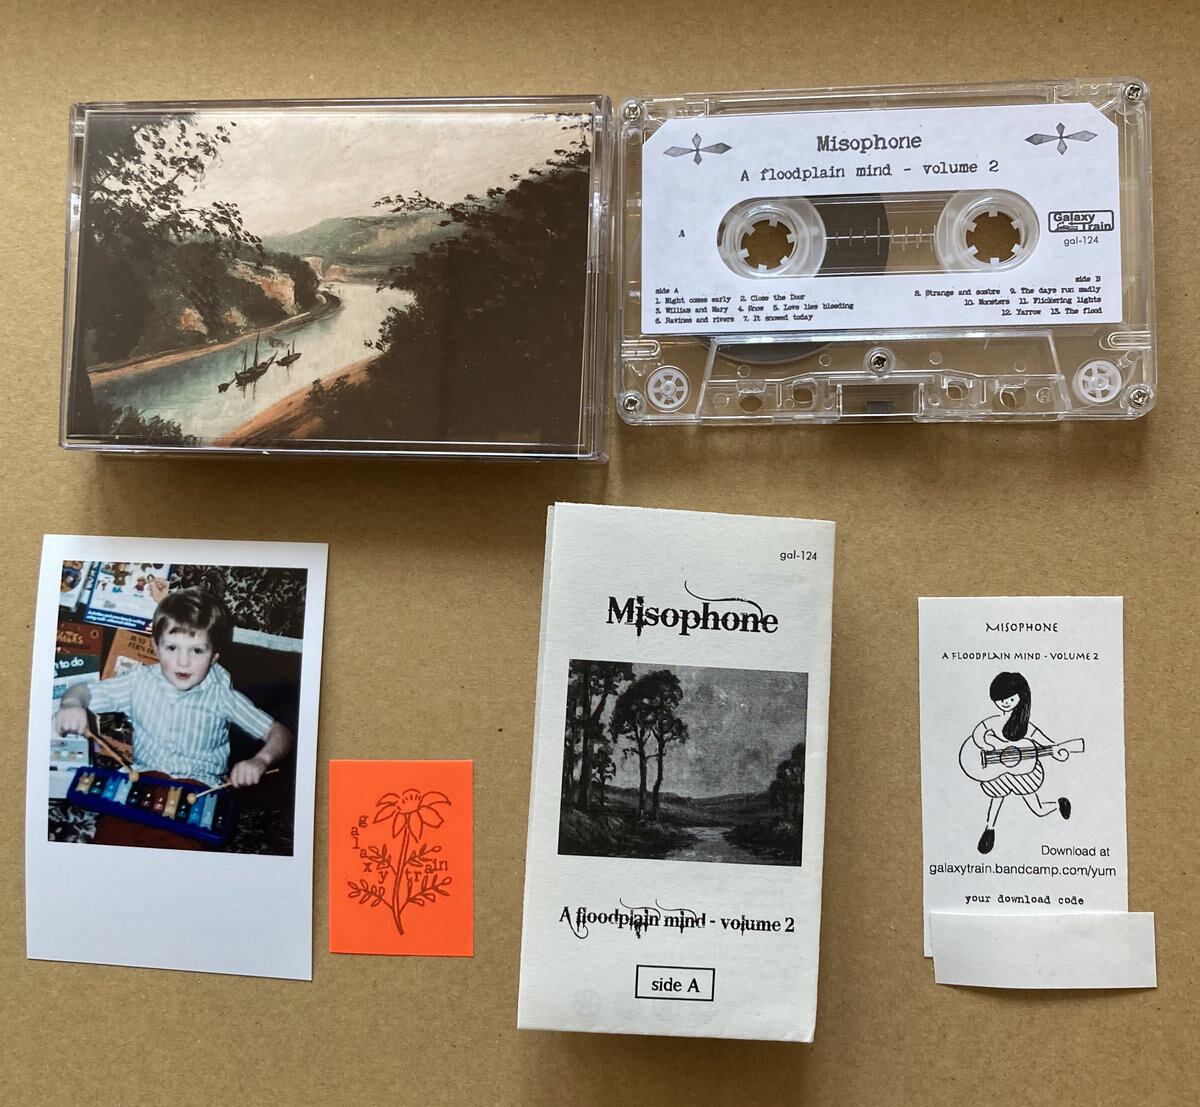 Misophone
A floodplain mind - volume 2
A
Galaxy
Train
gal-124
side A
1. Night comes early 2. Close the Door
3. William and Mary 4. Snow 5. Love lies bleeding
6. Ravines and rivers 7. It snowed today
side B
8. Strange and sombre 9. The days run madly
10. Monsters 11. Flickering lights
12. Yarrow 13. The flood
to do
galaxy train
gal-124
Misophone
A floodplain mind - volume 2
side A
MISOPHONE
A FLOODPLAIN MIND - VOLUME 2
Download at
galaxytrain.bandcamp.com/yum
your download code